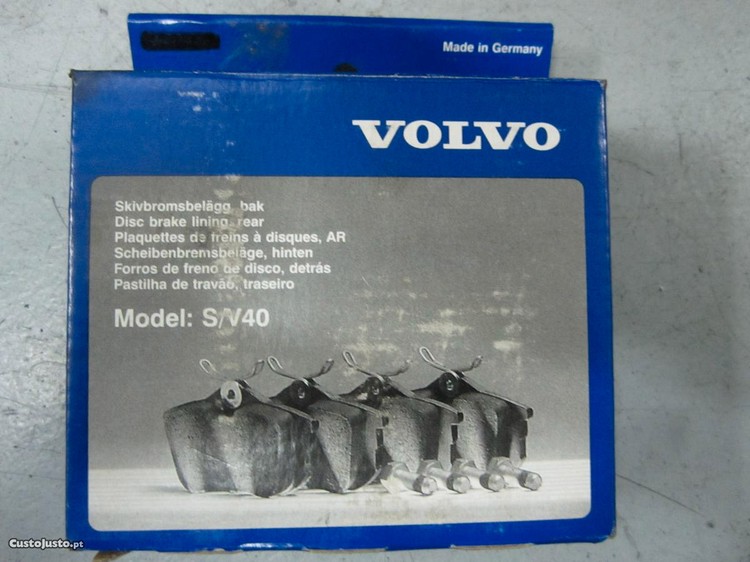 Made in Germany
VOLVO
Skivbromsbelägg, bak
Disc brake lining, rear
Plaquettes de freins à disques, AR
Scheibenbremsbeläge, hinten
Forros de freno de disco, detrás
Pastilha de travão, traseiro
Model: S/V40
CustoJusto.pt